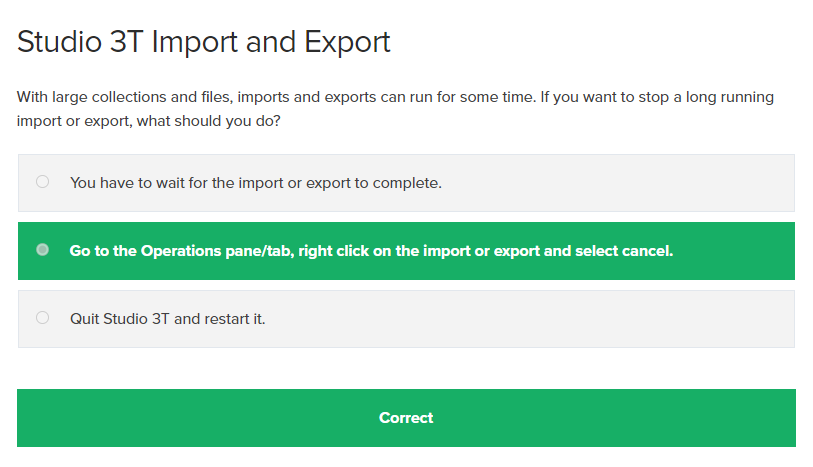 Studio 3T Import and Export
With large collections and files, imports and exports can run for some time. If you want to stop a long running
import or export, what should you do?
You have to wait for the import or export to complete.
Go to the Operations pane/tab, right click on the import or export and select cancel.
Quit Studio 3T and restart it.
Correct